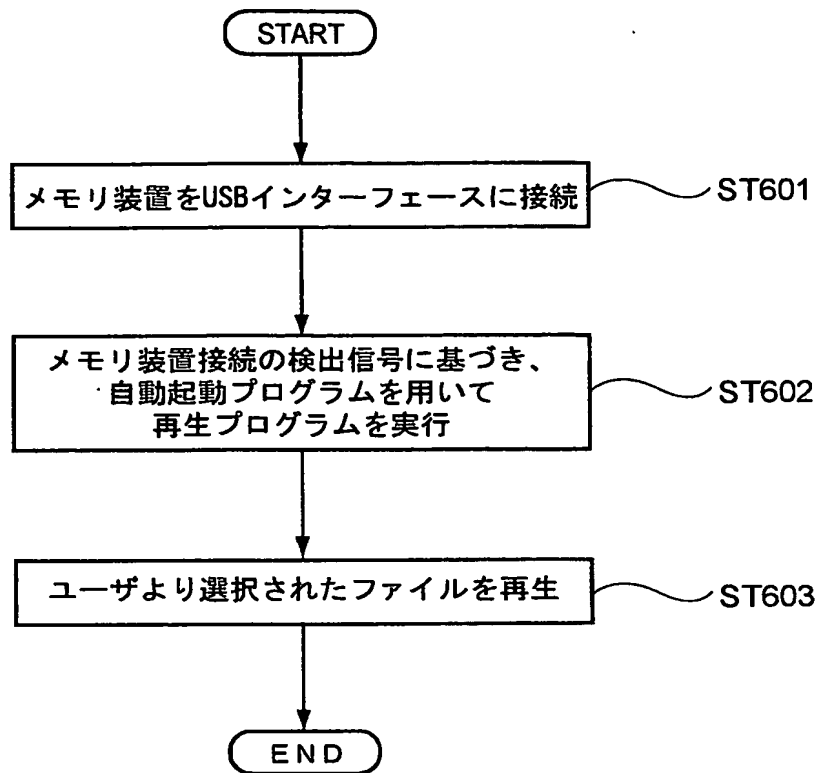 START
メモリ装置をUSBインターフェースに接続
ST601
メモリ装置接続の検出信号に基づき、
自動起動プログラムを用いて
再生プログラムを実行
ST602
ユーザより選択されたファイルを再生
ST603
END